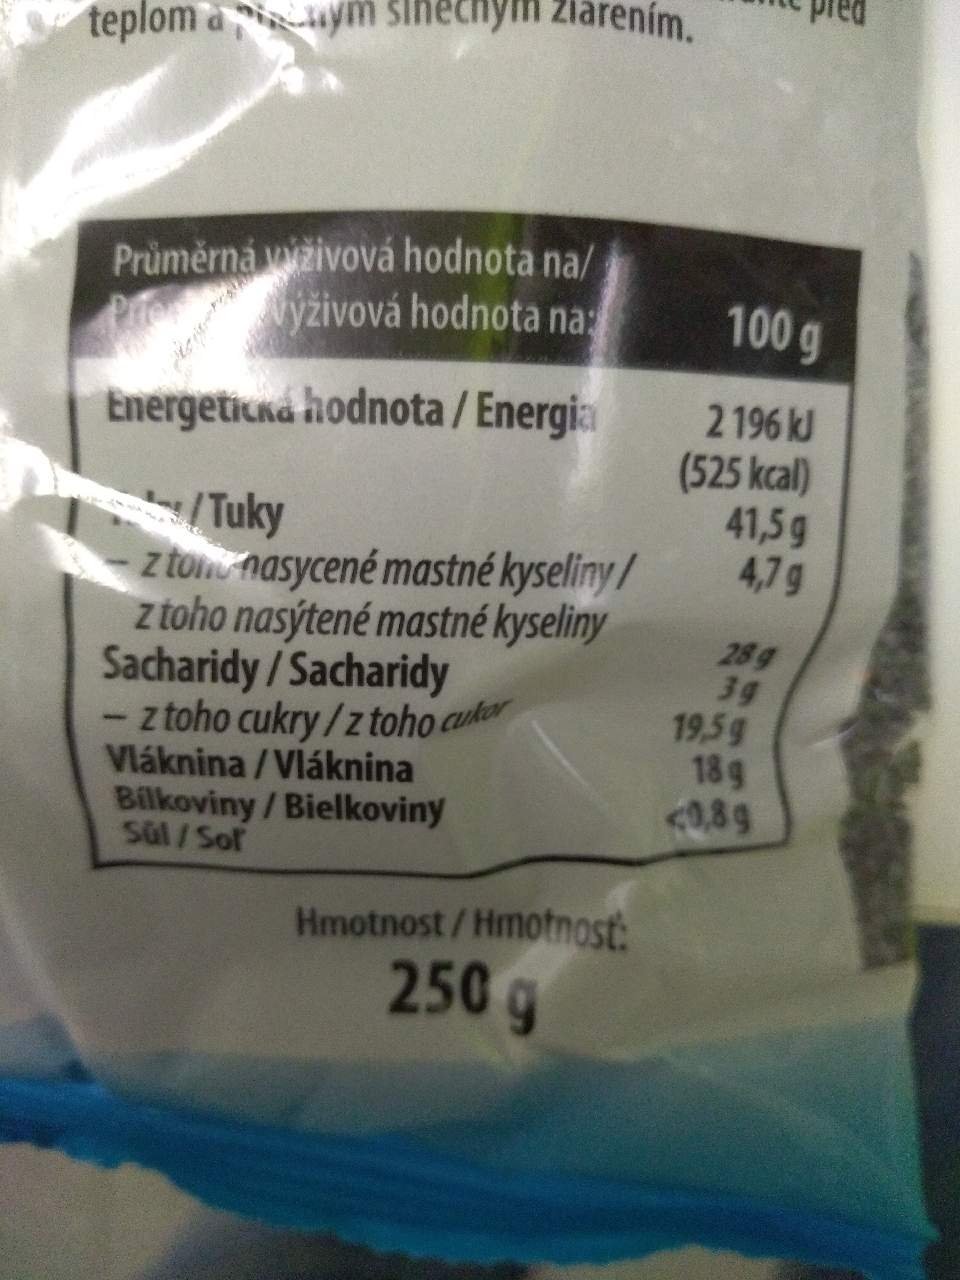 před
teplom a slnečným žiarením.
Průměrná výživová hodnota na/
výživová hodnota na: 100 g
Energetická hodnota / Energia 2 196 kJ
(525 kcal)
/ Tuky 41,5 g
– z toho nasycené mastné kyseliny / 4,7 g
z toho nasýtené mastné kyseliny
Sacharidy / Sacharidy 28 g
– z toho cukry / z toho cukor 3 g
Vláknina / Vláknina 19,5 g
Bílkoviny / Bielkoviny 18 g
Sůl / Soľ <0,8 g
Hmotnost / Hmotnosť:
250 g